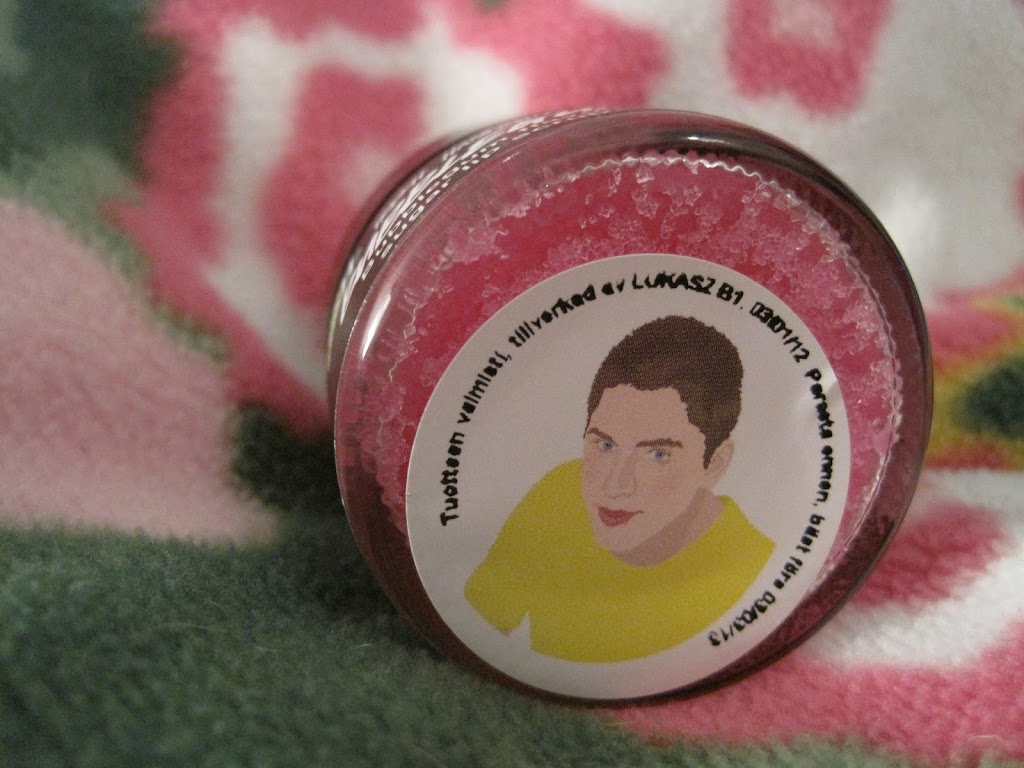 Tuotteen valmisti, tillverkad av LUKASZ B1. 03/01/12 Parasta ennen, bäst före 03/03/13